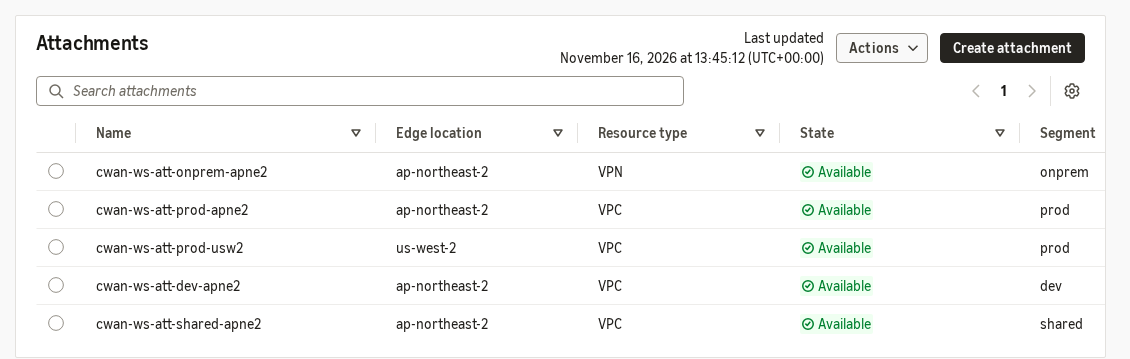 Attachments
Last updated
November 16, 2026 at 13:45:12 (UTC+00:00)
Actions
Create attachment
Search attachments
1
Name Edge location Resource type State Segment
cwan-ws-att-onprem-apne2 ap-northeast-2 VPN Available onprem
cwan-ws-att-prod-apne2 ap-northeast-2 VPC Available prod
cwan-ws-att-prod-usw2 us-west-2 VPC Available prod
cwan-ws-att-dev-apne2 ap-northeast-2 VPC Available dev
cwan-ws-att-shared-apne2 ap-northeast-2 VPC Available shared